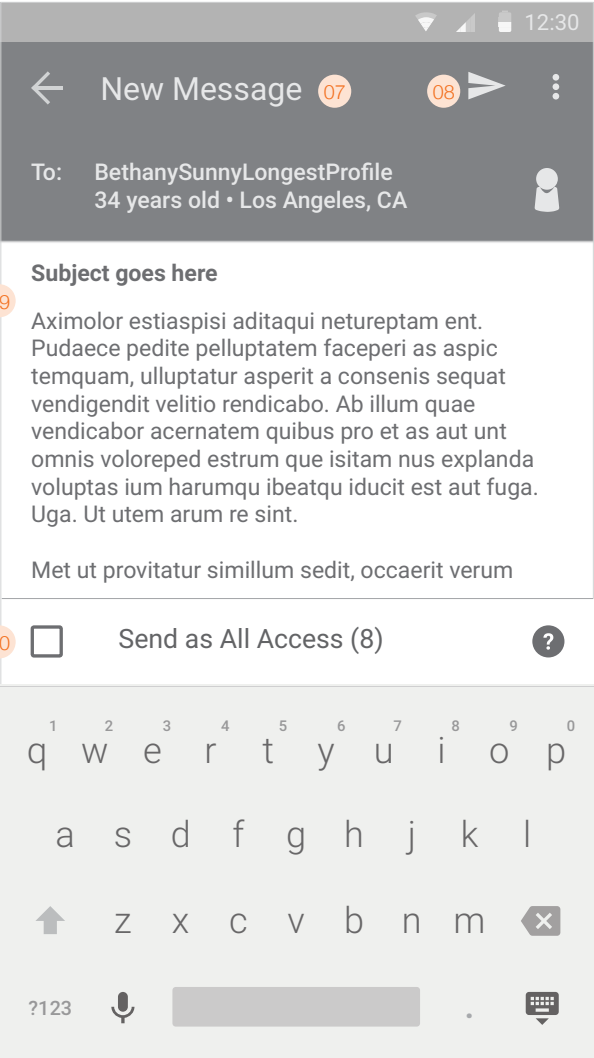 12:30
New Message 07 08
To: BethanySunnyLongestProfile
34 years old • Los Angeles, CA
Subject goes here
9
Aximolor estiaspisi aditaqui netureptam ent.
Pudaece pedite pelluptatem faceperi as aspic
temquam, ulluptatur asperit a consenis sequat
vendigendit velitio rendicabo. Ab illum quae
vendicabor acernatem quibus pro et as aut unt
omnis voloreped estrum que isitam nus explanda
voluptas ium harumqu ibeatqu iducit est aut fuga.
Uga. Ut utem arum re sint.
Met ut provitatur simillum sedit, occaerit verum
0 Send as All Access (8) ?
1 2 3 4 5 6 7 8 9 0
q w e r t y u i o p
a s d f g h j k l
z x c v b n m
?123 .